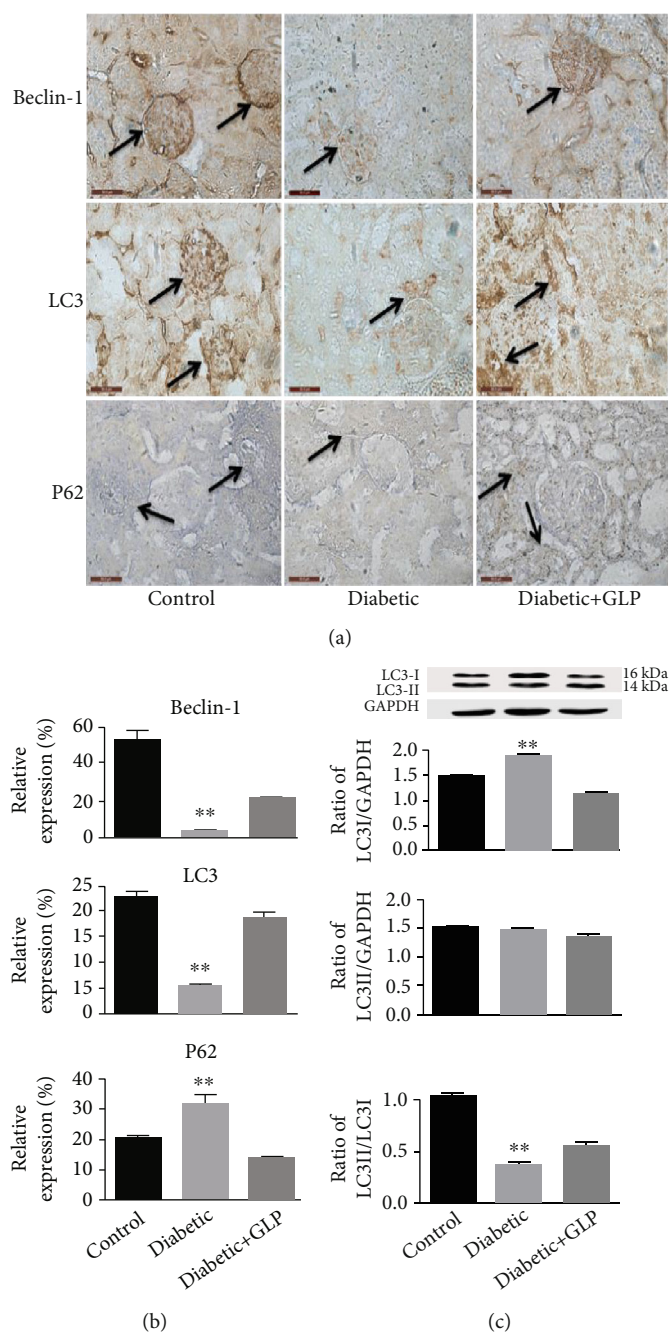 Beclin-1
LC3
P62
Control Diabetic Diabetic+GLP
(a)
Beclin-1
Relative
expression (%)
60
40
20
0
**
LC3
Relative
expression (%)
25
20
15
10
15
0
**
P62
Relative
expression (%)
40
30
20
10
0
**
Control
Diabetic
Diabetic+GLP
(b)
LC3-I 16 kDa
LC3-II 14 kDa
GAPDH
Ratio of
LC3I/GAPDH
2.0
1.5
1.0
1.5
0.0
**
Ratio of
LC3II/GAPDH
2.0
1.5
1.0
0.5
0.0
Ratio of
LC3II/LC3I
1.0
0.5
0.0
**
Control
Diabetic
Diabetic+GLP
(c)